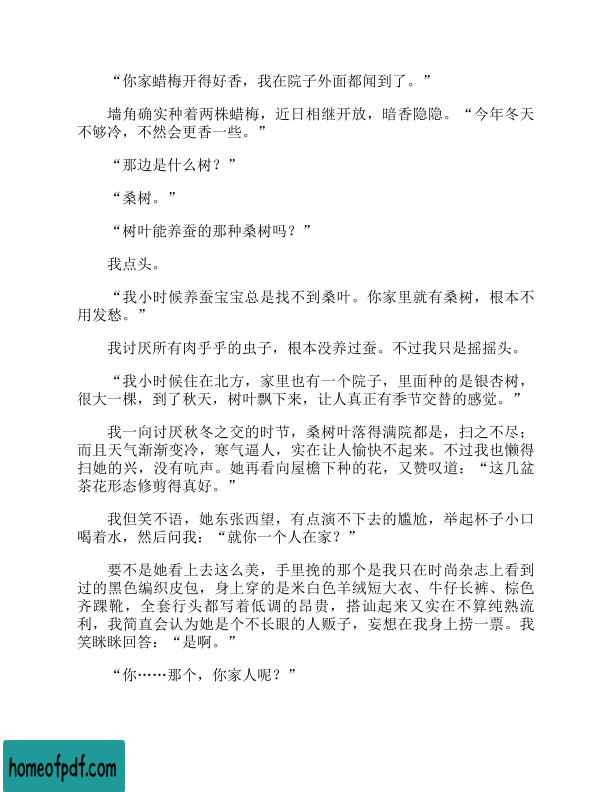 “你家蜡梅开得好香，我在院子外面都闻到了。”
墙角确实种着两株蜡梅，近日相继开放，暗香隐隐。“今年冬天
不够冷，不然会更香一些。”
“那边是什么树？”
“桑树。”
“树叶能养蚕的那种桑树吗？”
我点头。
“我小时候养蚕宝宝总是找不到桑叶。你家里就有桑树，根本不
用发愁。”
我讨厌所有肉乎乎的虫子，根本没养过蚕。不过我只是摇摇头。
“我小时候住在北方，家里也有一个院子，里面种的是银杏树，
很大一棵，到了秋天，树叶飘下来，让人真正有季节交替的感觉。”
我一向讨厌秋冬之交的时节，桑树叶落得满院都是，扫之不尽；
而且天气渐渐变冷，寒气逼人，实在让人愉快不起来。不过我也懒得
扫她的兴，没有吭声。她再看向屋檐下种的花，又赞叹道：“这几盆
茶花形态修剪得真好。”
我但笑不语，她东张西望，有点演不下去的尴尬，举起杯子小口
喝着水，然后问我：“就你一个人在家？”
要不是她看上去这么美，手里挽的那个是我只在时尚杂志上看到
过的黑色编织皮包，身上穿的是米白色羊绒短大衣、牛仔长裤、棕色
齐踝靴，全套行头都写着低调的昂贵，搭讪起来又实在不算纯熟流
利，我简直会认为她是个不长眼的人贩子，妄想在我身上捞一票。我
笑眯眯回答：“是啊。”
“你……那个，你家人呢？”
homeofpdf.com